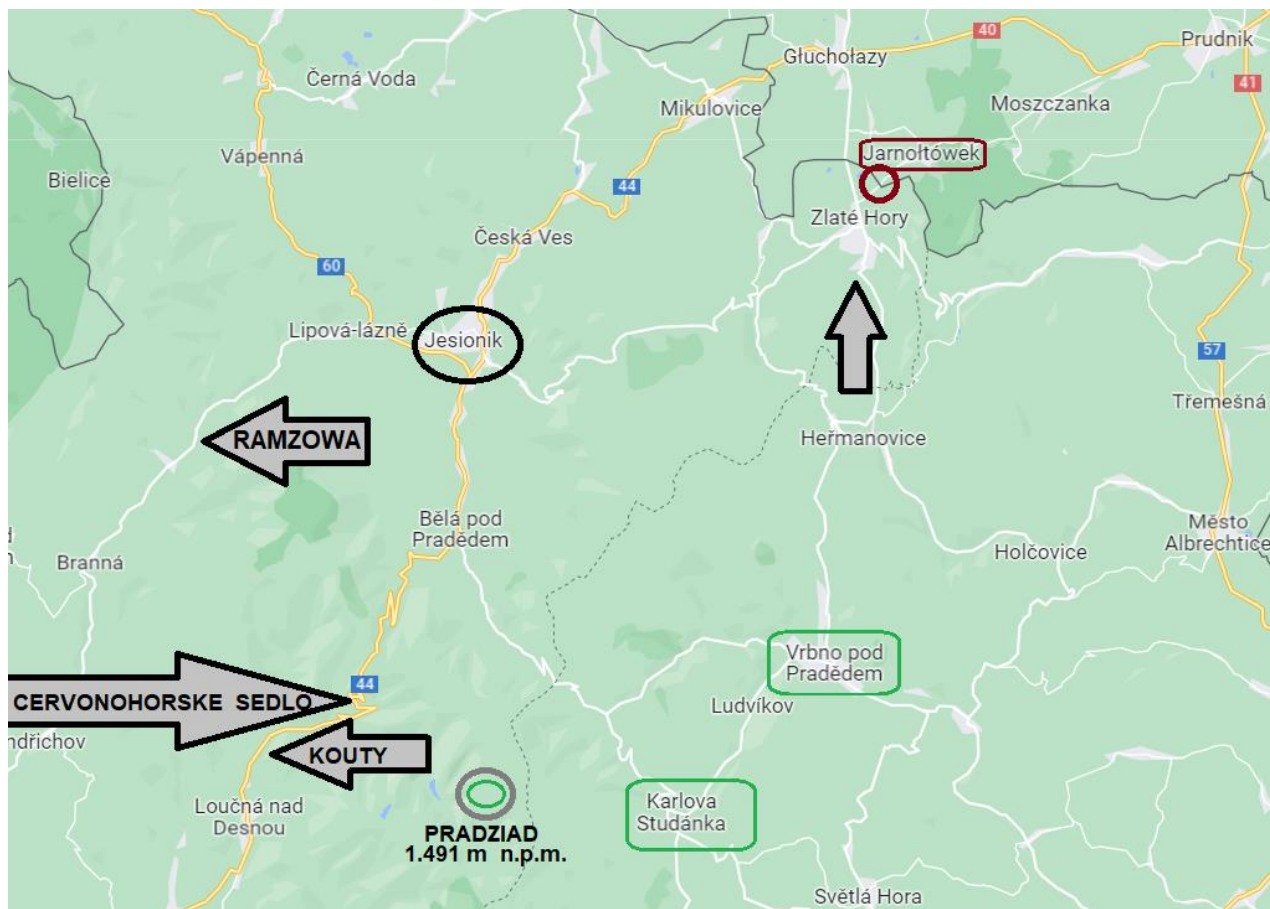 40
Prudnik
Głuchołazy
Černá Voda
41
Mikulovice
Moszczanka
Vápenná
Jarnołtówek
Bielice
44
Zlaté Hory
Česká Ves
60
Lipová-lázně
Jesionik
57
Třemešná
RAMZOWA
Heřmanovice
Bělá pod
Pradědem
Město
Albrechtice
Holčovice
Branná
Vrbno pod
Pradědem
44
CERVONOHORSKE SEDLO
Ludvíkov
ndřichov
KOUTY
Loučná nad
Desnou
Karlova
Studánka
PRADZIAD
1.491 m n.p.m.
Světlá Hora